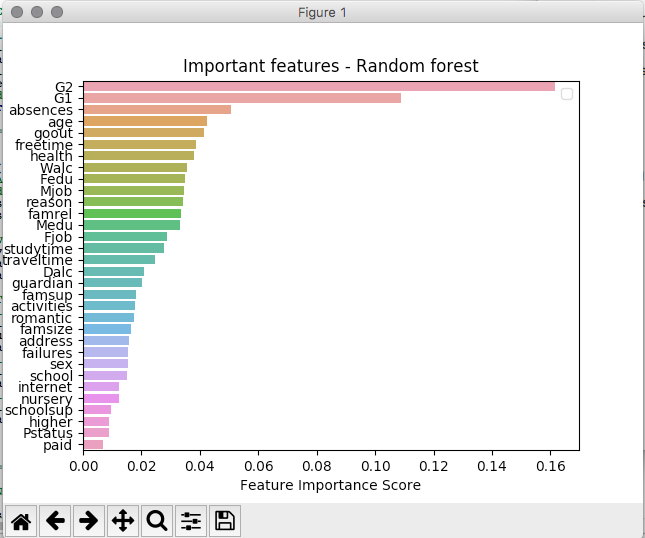 Figure 1
Important features - Random forest
G2
G1
absences
age
goout
freetime
health
Walc
Fedu
Mjob
reason
famrel
Medu
Fjob
studytime
traveltime
Dalc
guardian
famsup
activities
romantic
famsize
address
failures
sex
school
internet
nursery
schoolsup
higher
Pstatus
paid
0.00 0.02 0.04 0.06 0.08 0.10 0.12 0.14 0.16
Feature Importance Score